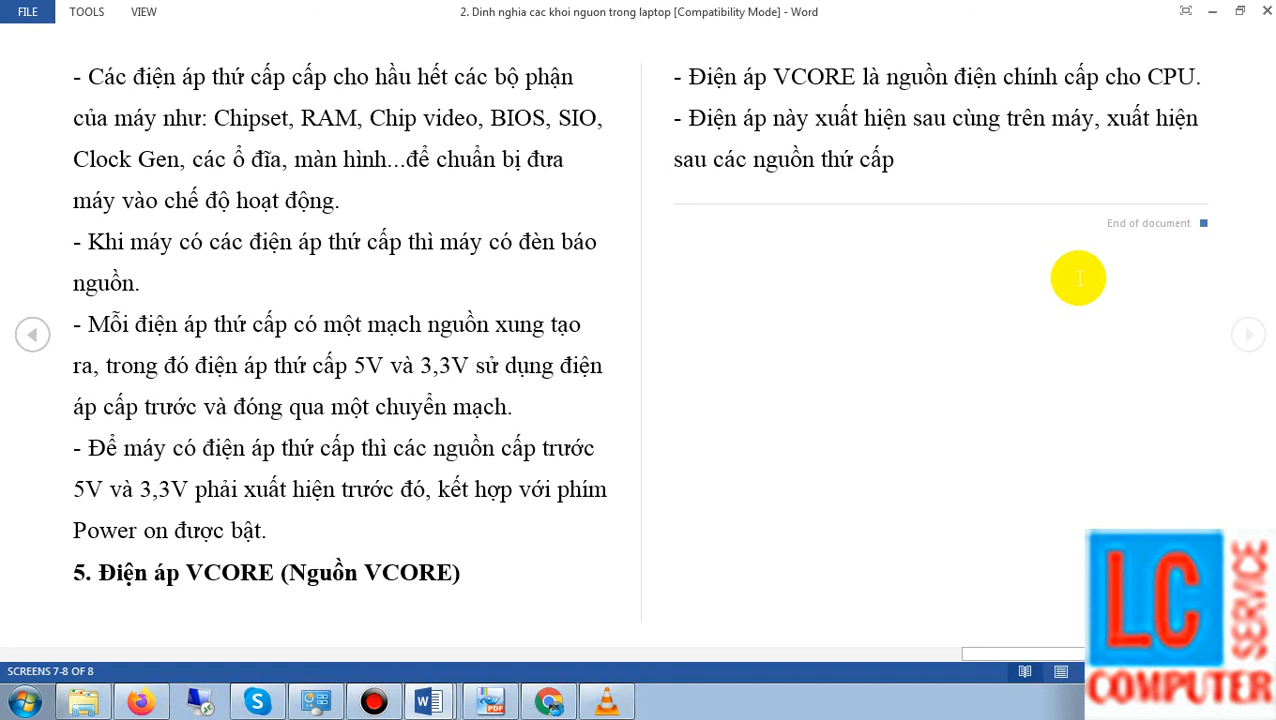 FILE TOOLS VIEW
2. Dinh nghia cac khoi nguon trong laptop [Compatibility Mode] - Word
- Các điện áp thứ cấp cấp cho hầu hết các bộ phận
của máy như: Chipset, RAM, Chip video, BIOS, SIO,
Clock Gen, các ổ đĩa, màn hình...để chuẩn bị đưa
máy vào chế độ hoạt động.
- Khi máy có các điện áp thứ cấp thì máy có đèn báo
nguồn.
- Mỗi điện áp thứ cấp có một mạch nguồn xung tạo
ra, trong đó điện áp thứ cấp 5V và 3,3V sử dụng điện
áp cấp trước và đóng qua một chuyển mạch.
- Để máy có điện áp thứ cấp thì các nguồn cấp trước
5V và 3,3V phải xuất hiện trước đó, kết hợp với phím
Power on được bật.
5. Điện áp VCORE (Nguồn VCORE)
- Điện áp VCORE là nguồn điện chính cấp cho CPU.
- Điện áp này xuất hiện sau cùng trên máy, xuất hiện
sau các nguồn thứ cấp
End of document
SCREENS 7-8 OF 8
LC
SERVICE
COMPUTER
PDF